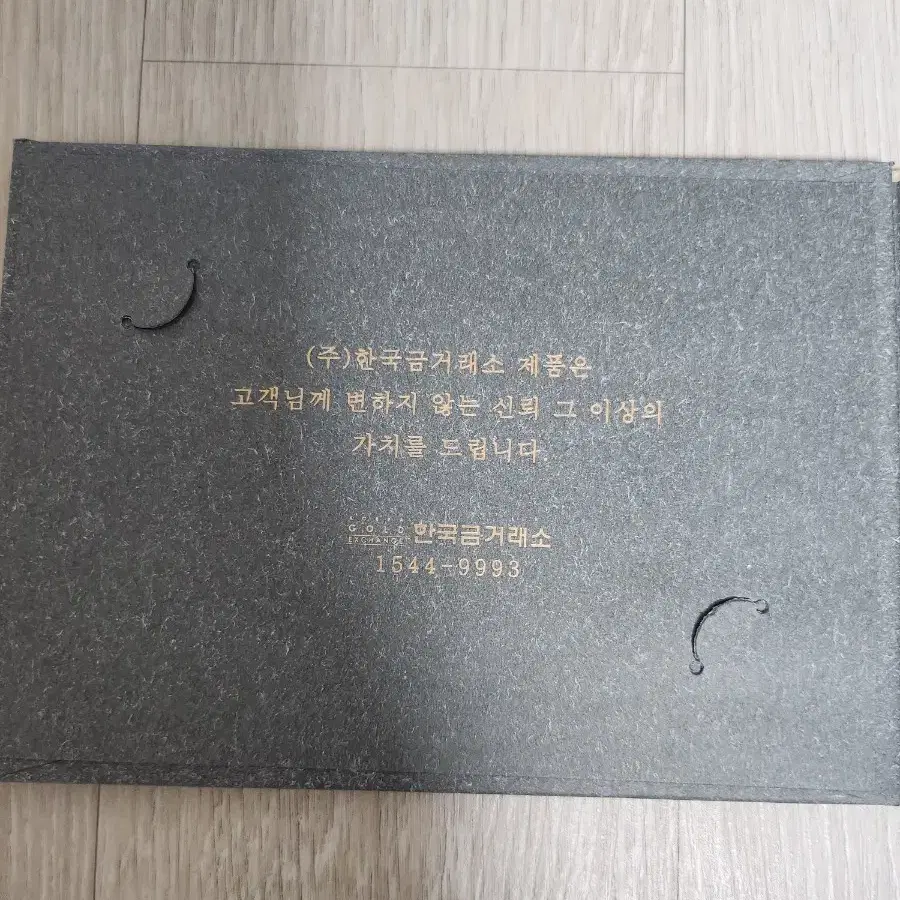 (주)한국금거래소 제품은
고객님께 변하지 않는 신뢰 그 이상의
가치를 드립니다.
GOLD
EXCHANGE
한국금거래소
1544-9993